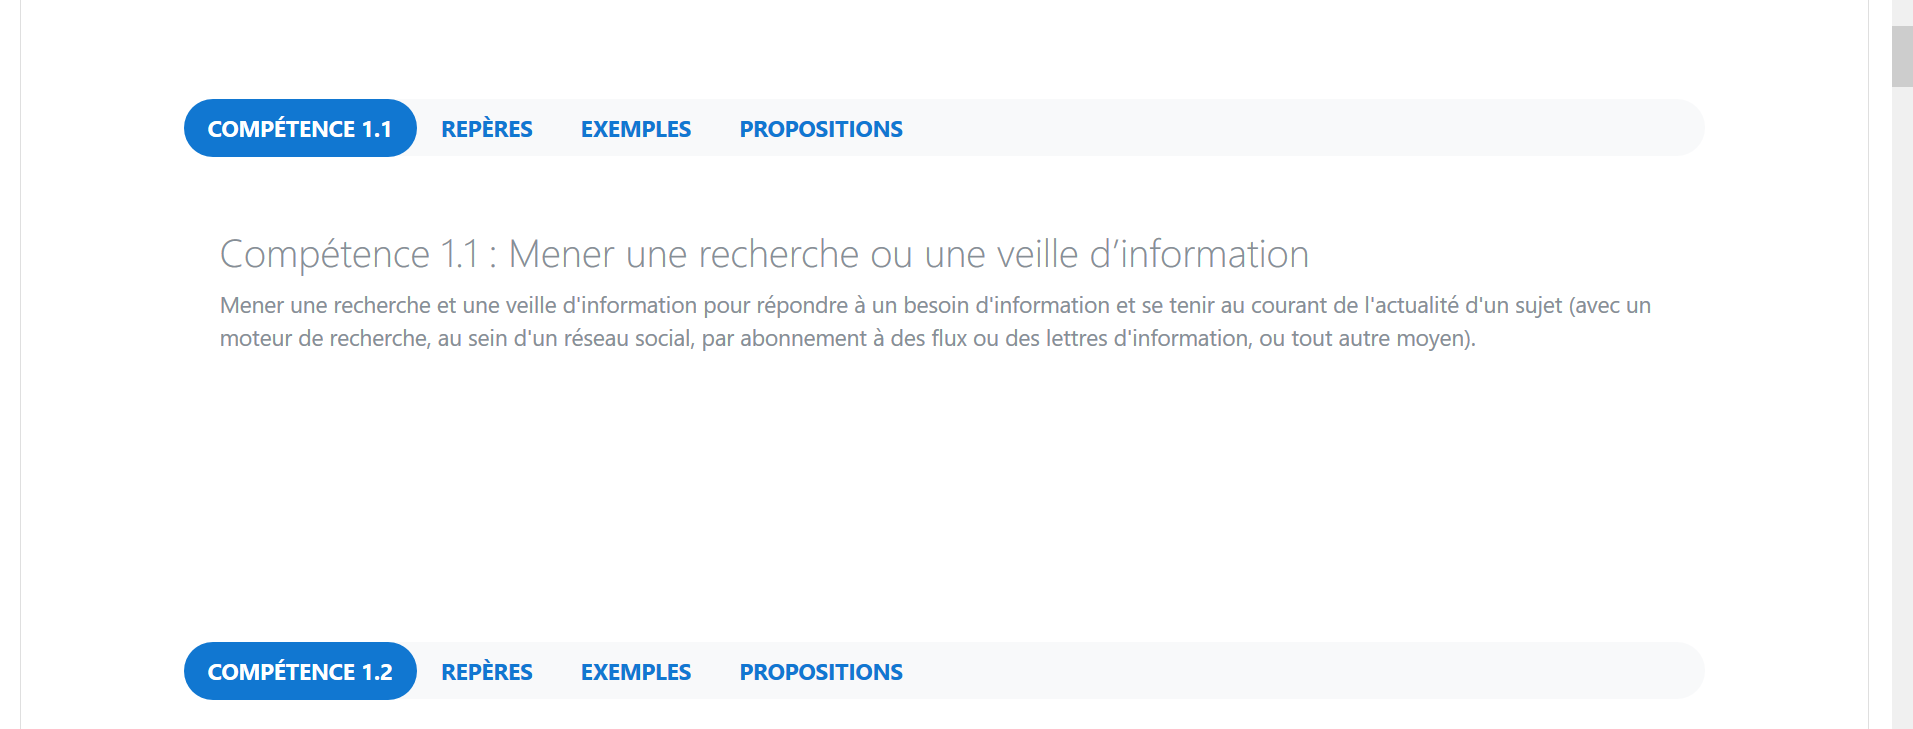 COMPÉTENCE 1.1 REPÈRES EXEMPLES PROPOSITIONS
Compétence 1.1 : Mener une recherche ou une veille d’information
Mener une recherche et une veille d'information pour répondre à un besoin d'information et se tenir au courant de l'actualité d'un sujet (avec un
moteur de recherche, au sein d'un réseau social, par abonnement à des flux ou des lettres d'information, ou tout autre moyen).
COMPÉTENCE 1.2 REPÈRES EXEMPLES PROPOSITIONS